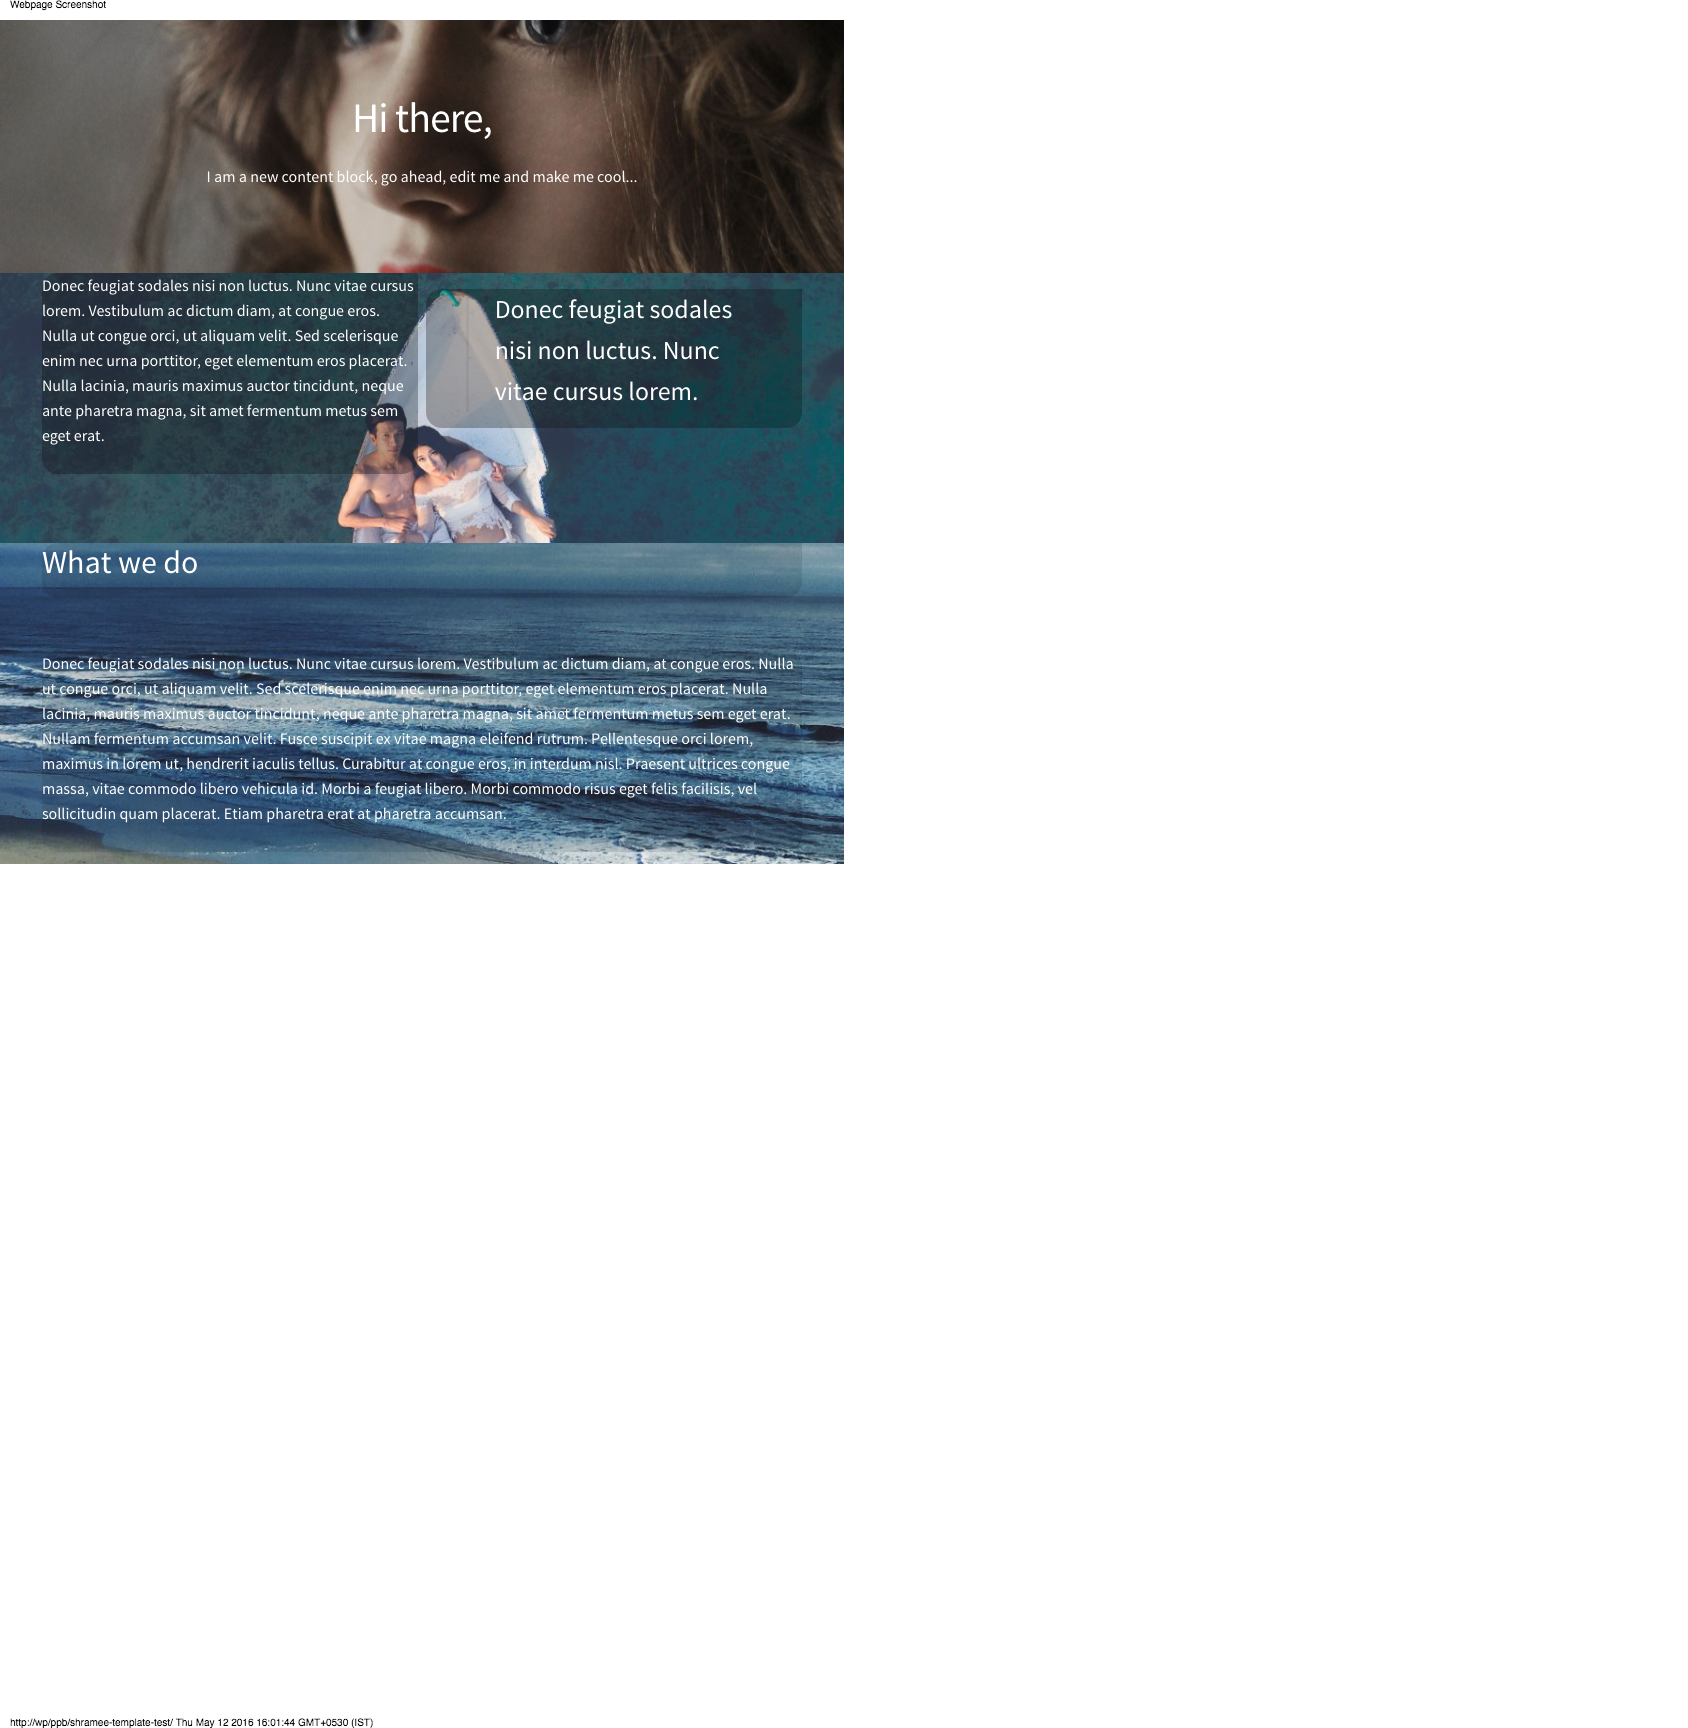 Webpage Screenshot
Hi there,
I am a new content block, go ahead, edit me and make me cool...
Donec feugiat sodales nisi non luctus. Nunc vitae cursus
lorem. Vestibulum ac dictum diam, at congue eros.
Nulla ut congue orci, ut aliquam velit. Sed scelerisque
enim nec urna porttitor, eget elementum eros placerat.
Nulla lacinia, mauris maximus auctor tincidunt, neque
ante pharetra magna, sit amet fermentum metus sem
eget erat.
Donec feugiat sodales
nisi non luctus. Nunc
vitae cursus lorem.
What we do
Donec feugiat sodales nisi non luctus. Nunc vitae cursus lorem. Vestibulum ac dictum diam, at congue eros. Nulla
ut congue orci, ut aliquam velit. Sed scelerisque enim nec urna porttitor, eget elementum eros placerat. Nulla
lacinia, mauris maximus auctor tincidunt, neque ante pharetra magna, sit amet fermentum metus sem eget erat.
Nullam fermentum accumsan velit. Fusce suscipit ex vitae magna eleifend rutrum. Pellentesque orci lorem,
maximus in lorem ut, hendrerit iaculis tellus. Curabitur at congue eros, in interdum nisl. Praesent ultrices congue
massa, vitae commodo libero vehicula id. Morbi a feugiat libero. Morbi commodo risus eget felis facilisis, vel
sollicitudin quam placerat. Etiam pharetra erat at pharetra accumsan.
http://wp/ppb/shramee-template-test/ Thu May 12 2016 16:01:44 GMT+0530 (IST)